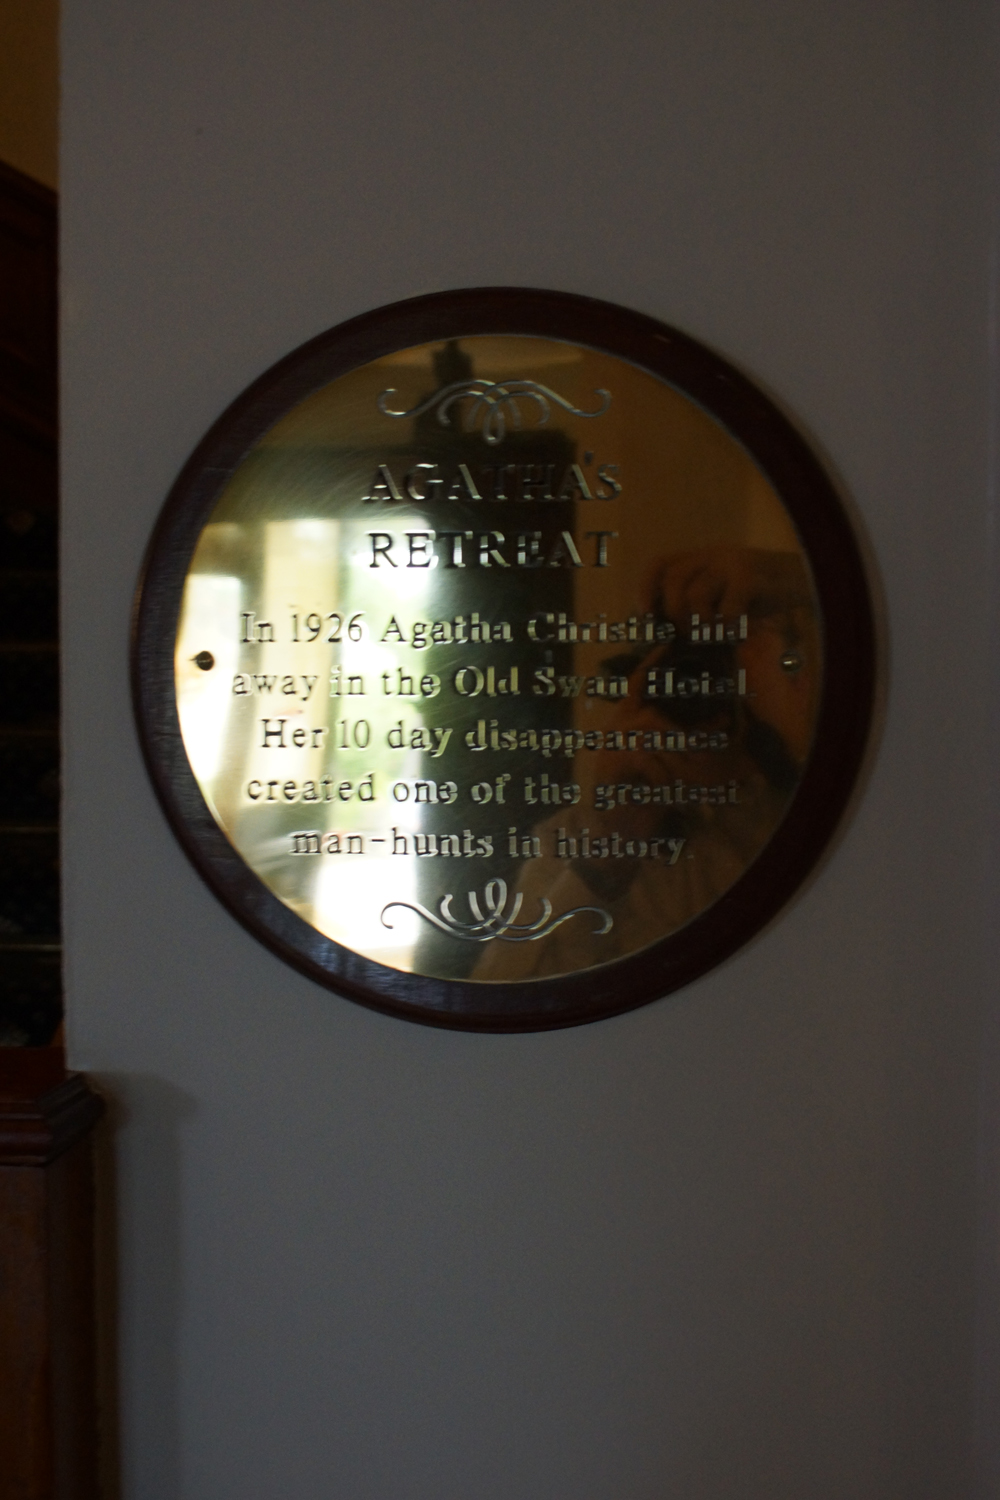 AGATHA'S
RETREAT
In 1926 Agatha Christie hid
away in the Old Swan Hotel.
Her 10 day disappearance
created one of the greatest
man-hunts in history.